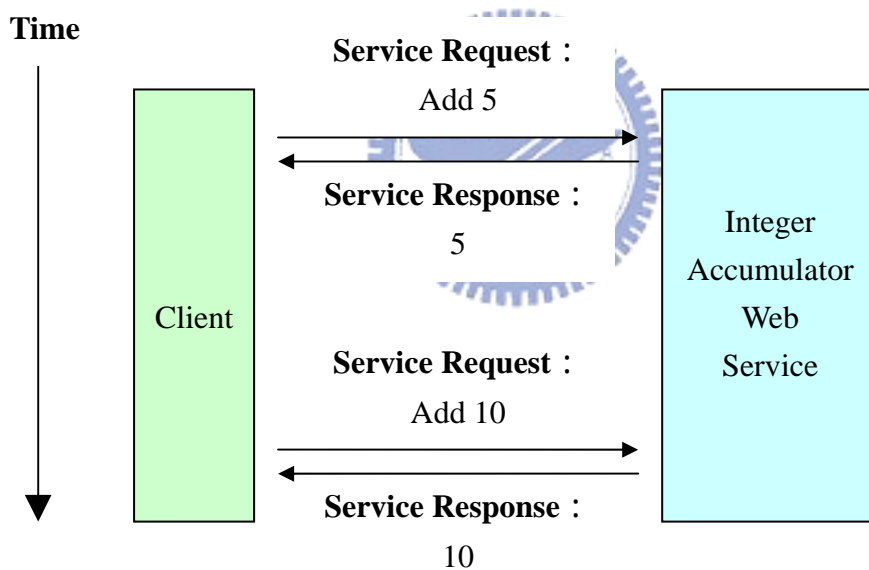 Time
Service Request：
Add 5
Service Response：
5
Client
Integer
Accumulator
Web
Service
Service Request：
Add 10
Service Response：
10